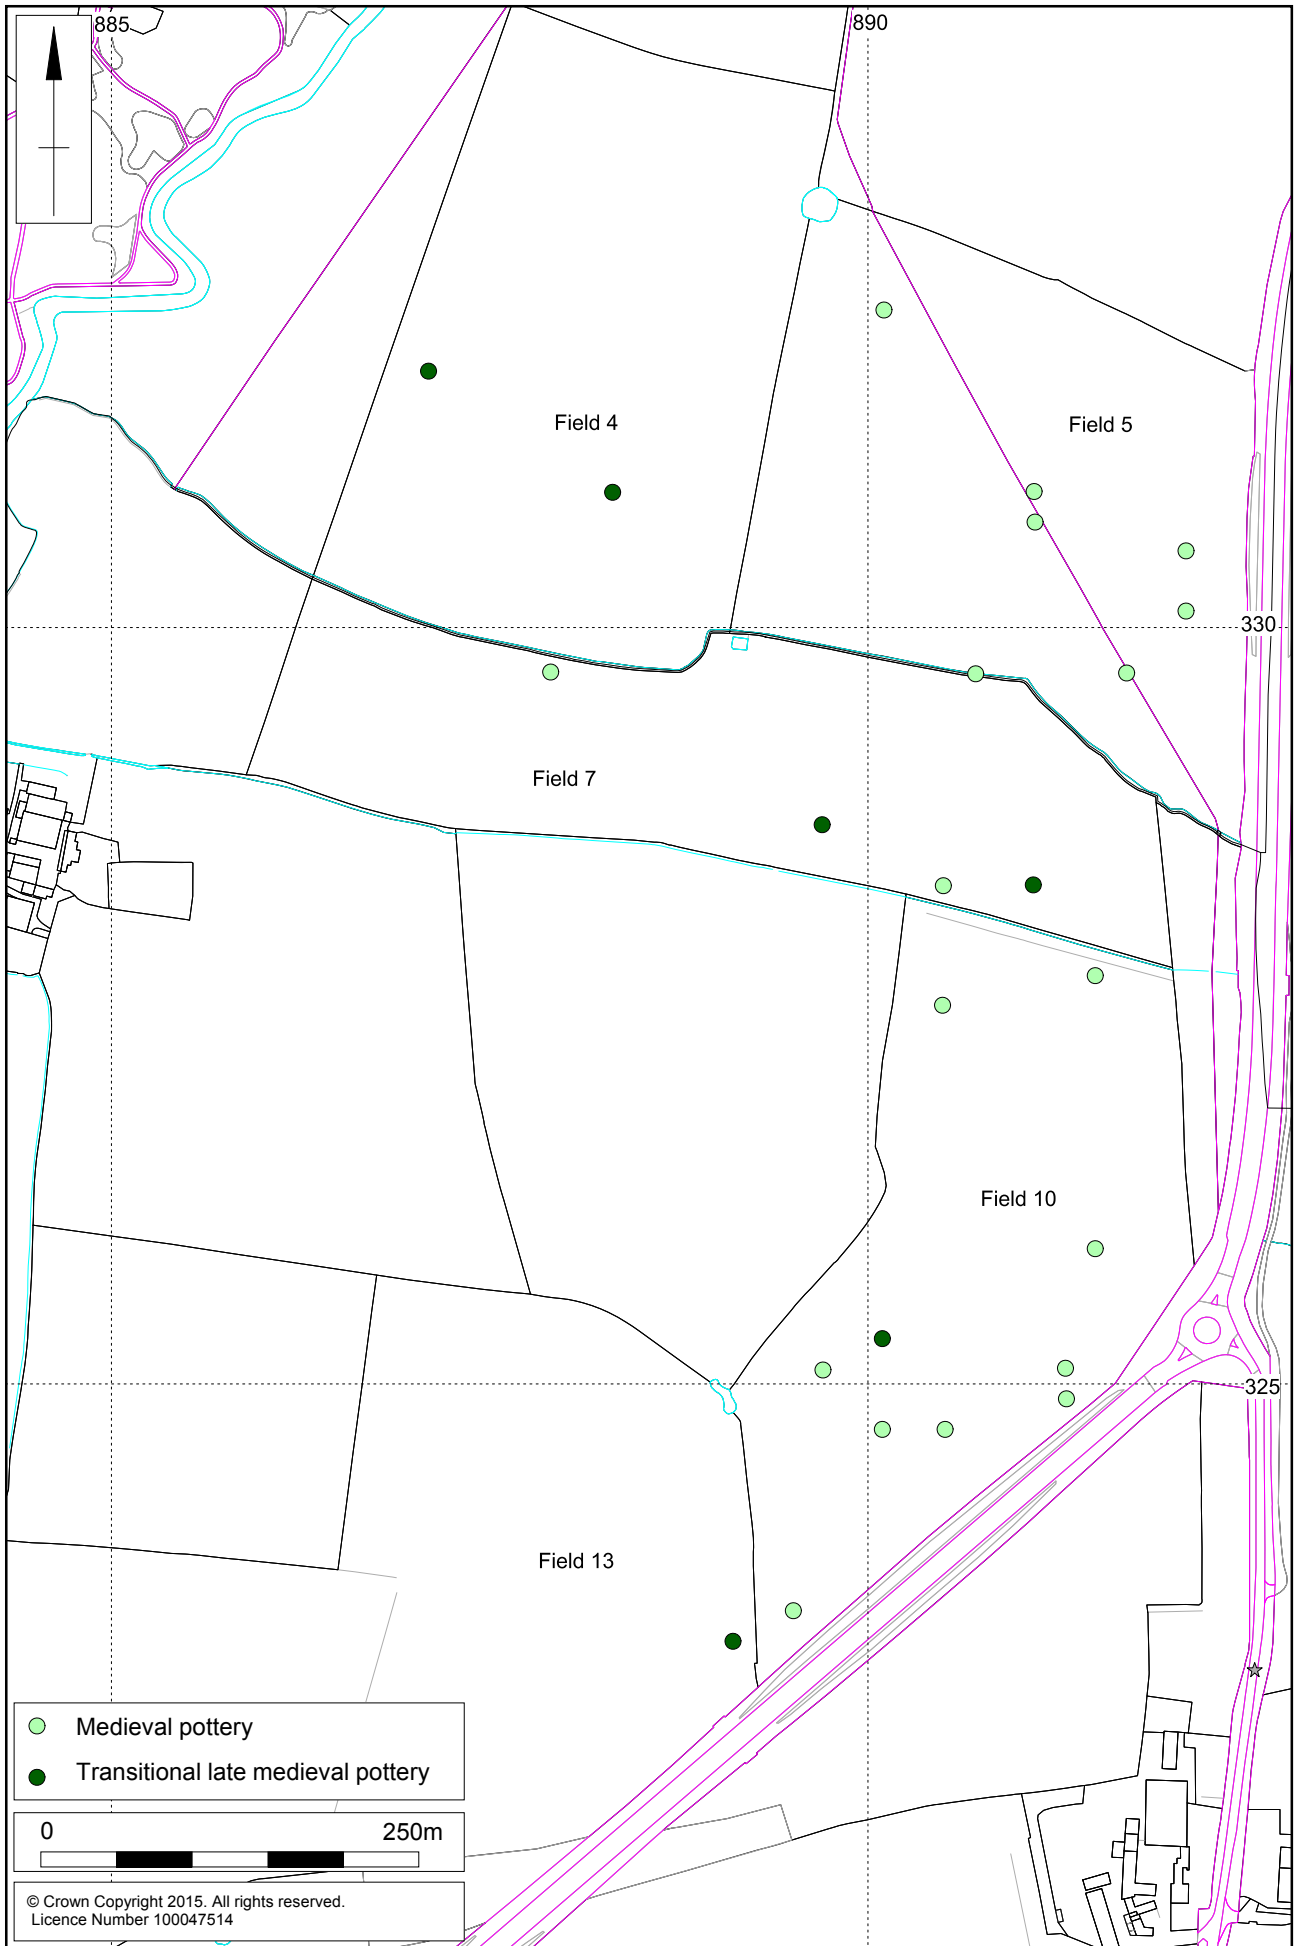 885
890
Field 4
Field 5
330
Field 7
Field 10
325
Field 13
Medieval pottery
Transitional late medieval pottery
0 250m
© Crown Copyright 2015. All rights reserved.
Licence Number 100047514